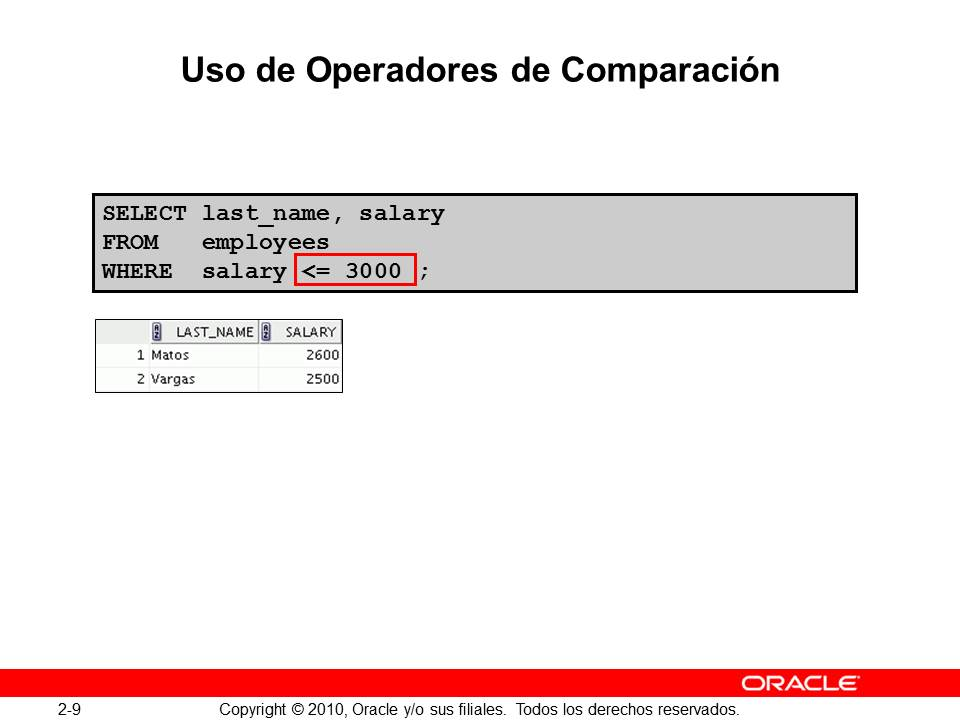 Uso de Operadores de Comparación
SELECT last_name, salary
FROM   employees
WHERE  salary <= 3000 ;
LAST_NAME SALARY
1 Matos 2600
2 Vargas 2500
ORACLE
2-9 Copyright © 2010, Oracle y/o sus filiales. Todos los derechos reservados.